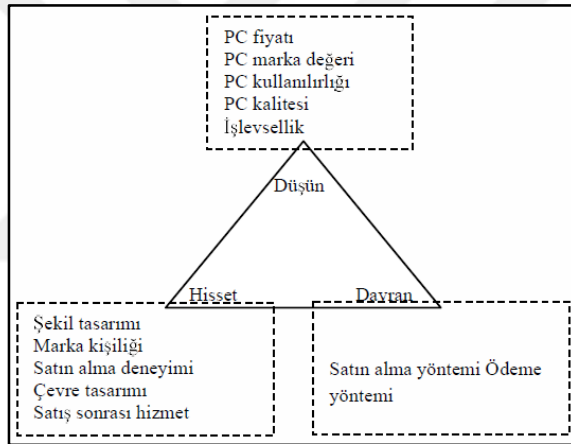 PC fiyatı
PC marka değeri
PC kullanılırlığı
PC kalitesi
İşlevsellik
Düşün
Hisset
Davran
Şekil tasarımı
Marka kişiliği
Satın alma deneyimi
Çevre tasarımı
Satış sonrası hizmet
Satın alma yöntemi Ödeme
yöntemi